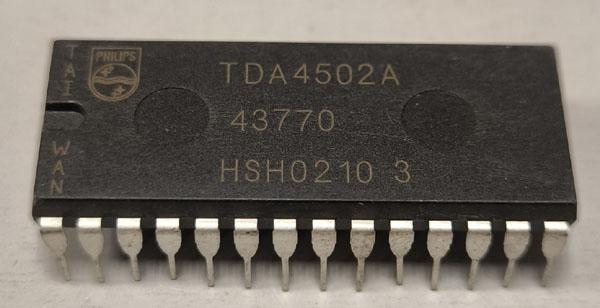 PHILIPS
TAI
WAN
TDA4502A
43770
HSH0210 3